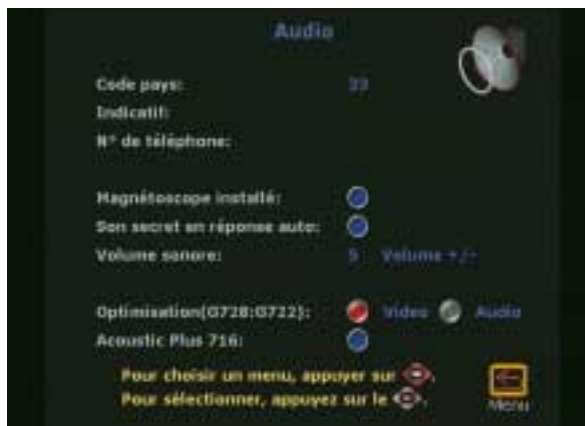 Audio
Code pays: 33
Indicatif:
N° de téléphone:
Magnétoscope installé:
Son secret en réponse auto:
Volume sonore: 5 Volume +/-
Optimisation(G728:G722): Video Audio
Acoustic Plus 716:
Pour choisir un menu, appuyer sur
Pour sélectionner, appuyez sur le
Menu